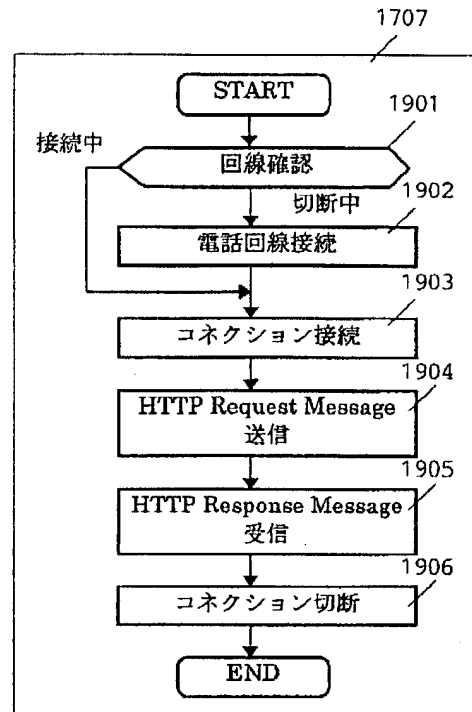 1707
START
1901
接続中
回線確認
切断中
1902
電話回線接続
1903
コネクション接続
1904
HTTP Request Message
送信
1905
HTTP Response Message
受信
1906
コネクション切断
END